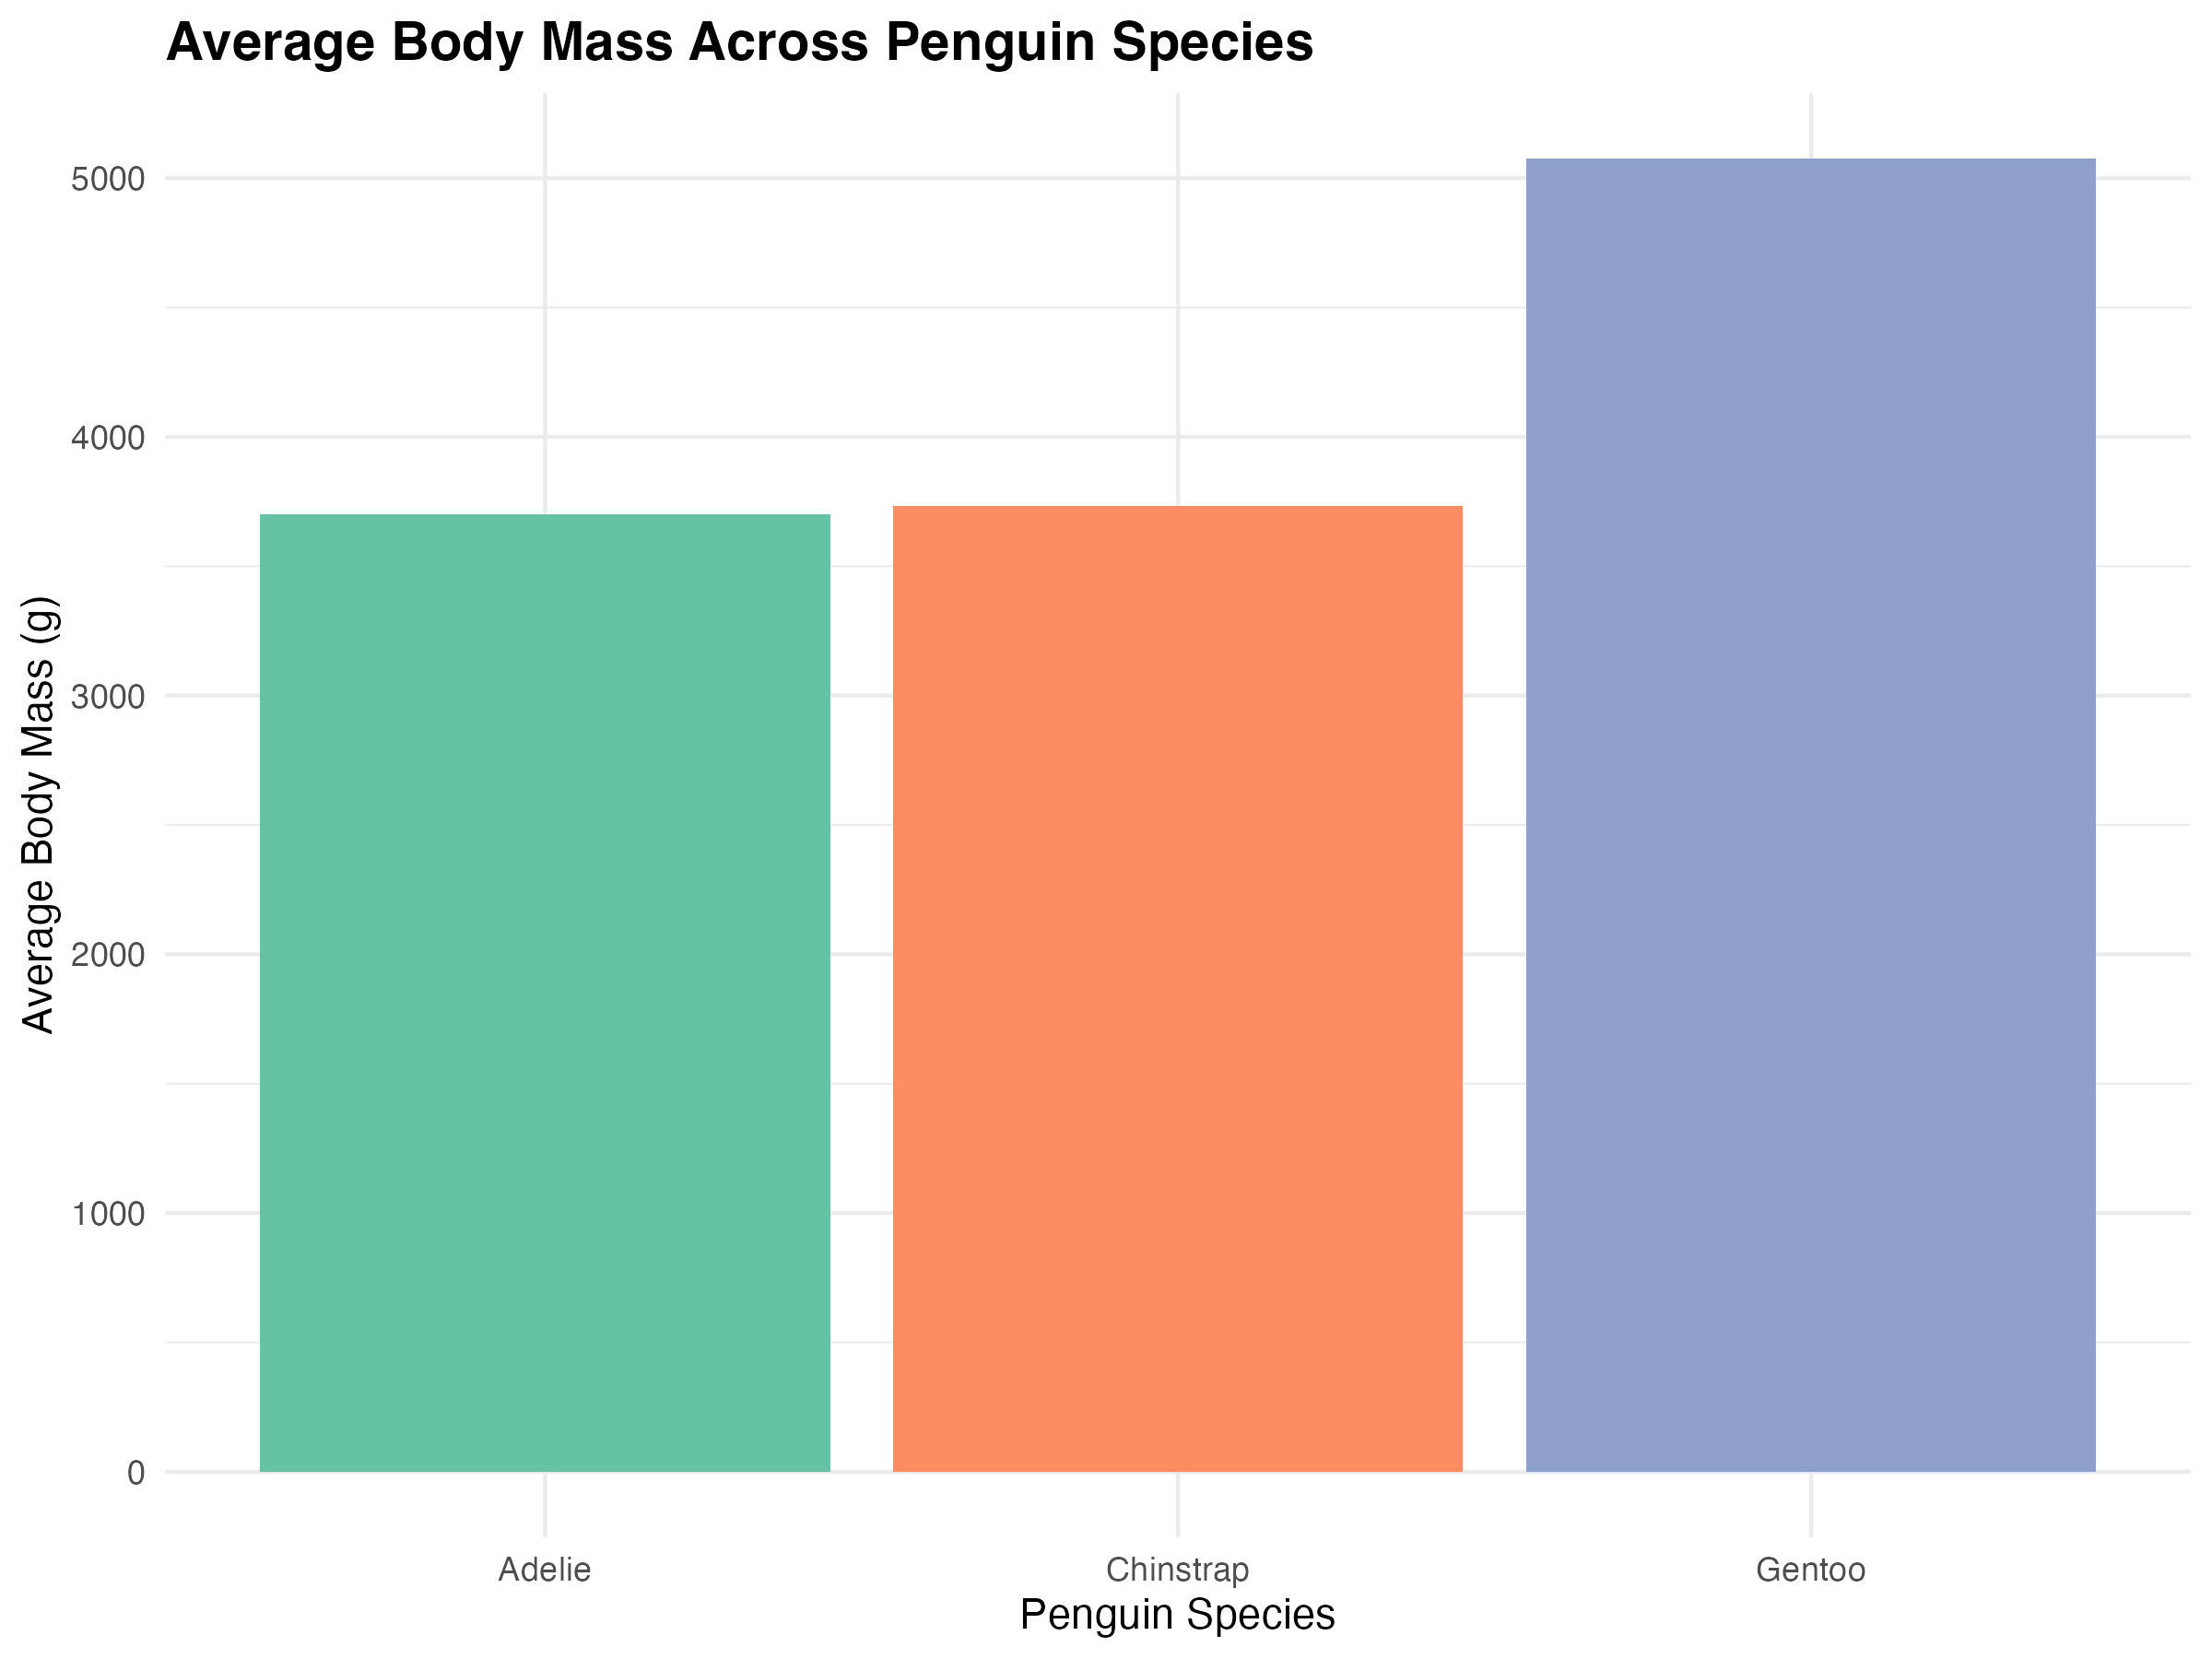 Average Body Mass Across Penguin Species
Average Body Mass (g)
5000
4000
3000
2000
1000
0
Adelie
Chinstrap
Gentoo
Penguin Species